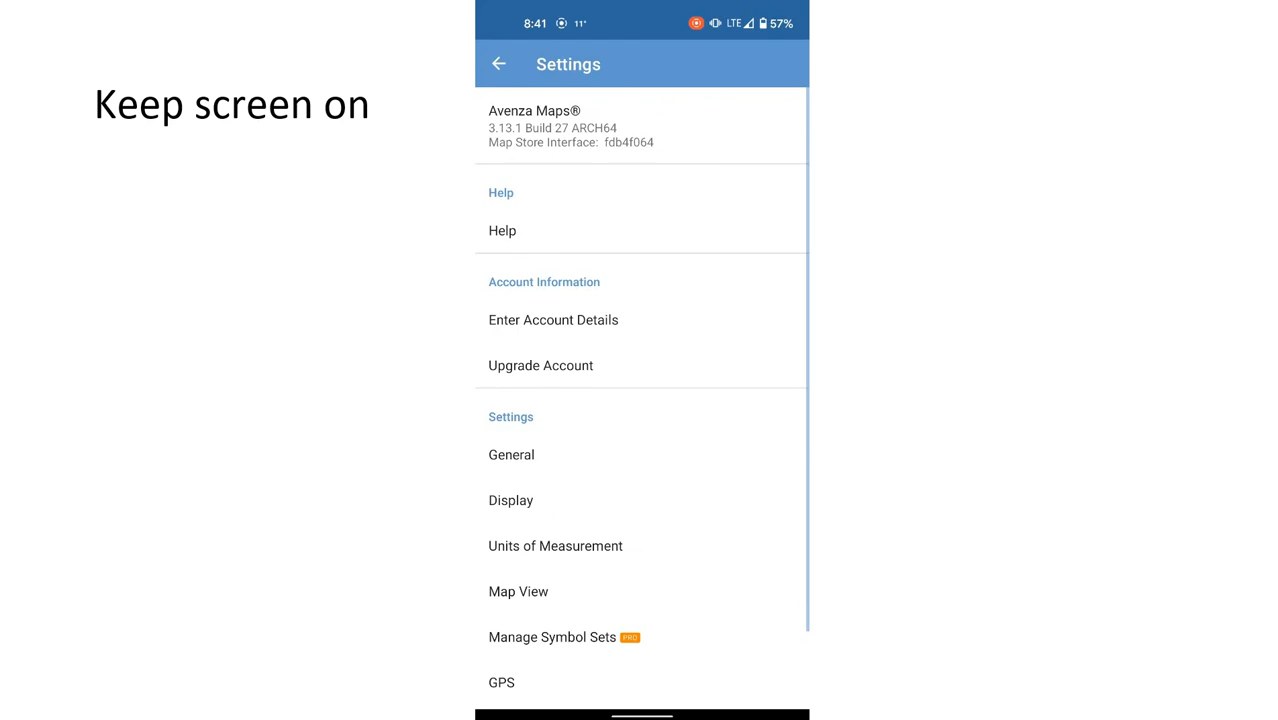 Keep screen on
8:41 11°
LTE 57%
Settings
Avenza Maps®
3.13.1 Build 27 ARCH64
Map Store Interface: fdb4f064
Help
Help
Account Information
Enter Account Details
Upgrade Account
Settings
General
Display
Units of Measurement
Map View
Manage Symbol Sets PRO
GPS